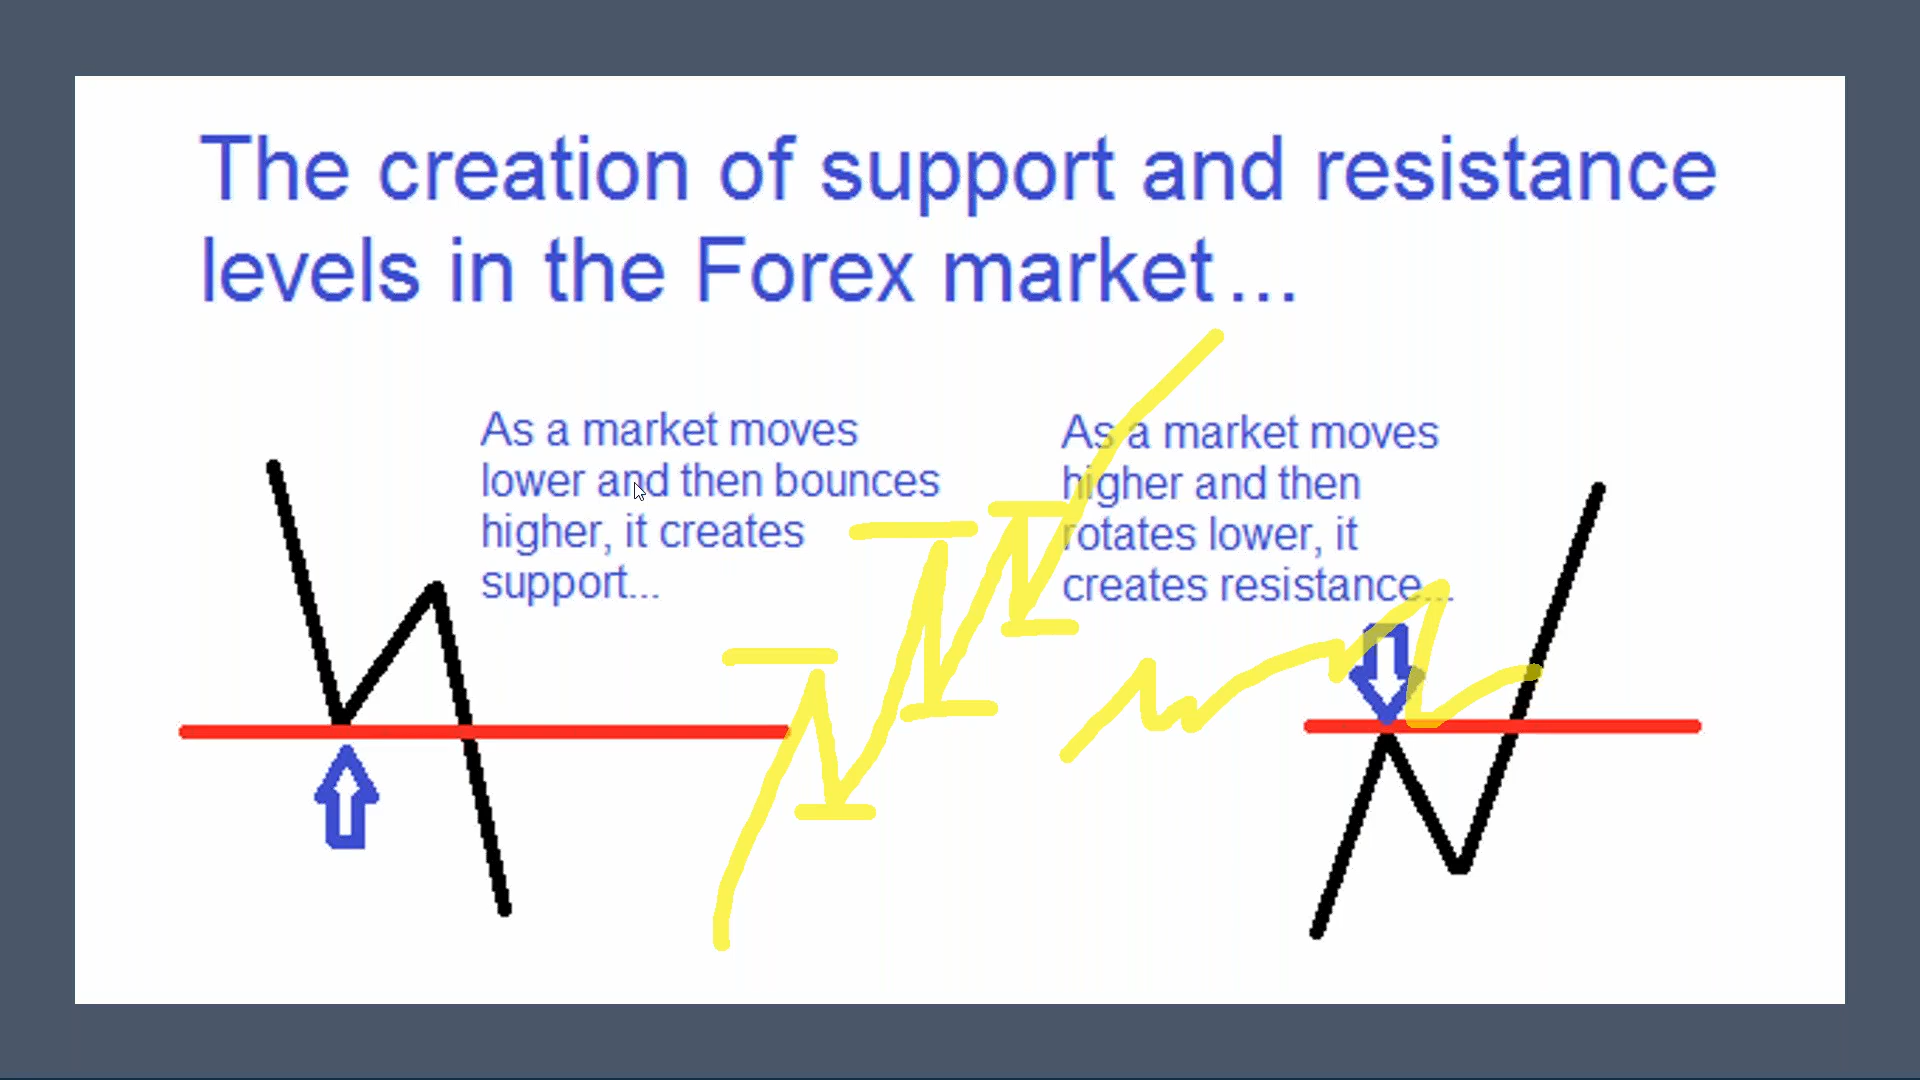 The creation of support and resistance
levels in the Forex market...
As a market moves
lower and then bounces
higher, it creates
support...
As a market moves
higher and then
rotates lower, it
creates resistance...